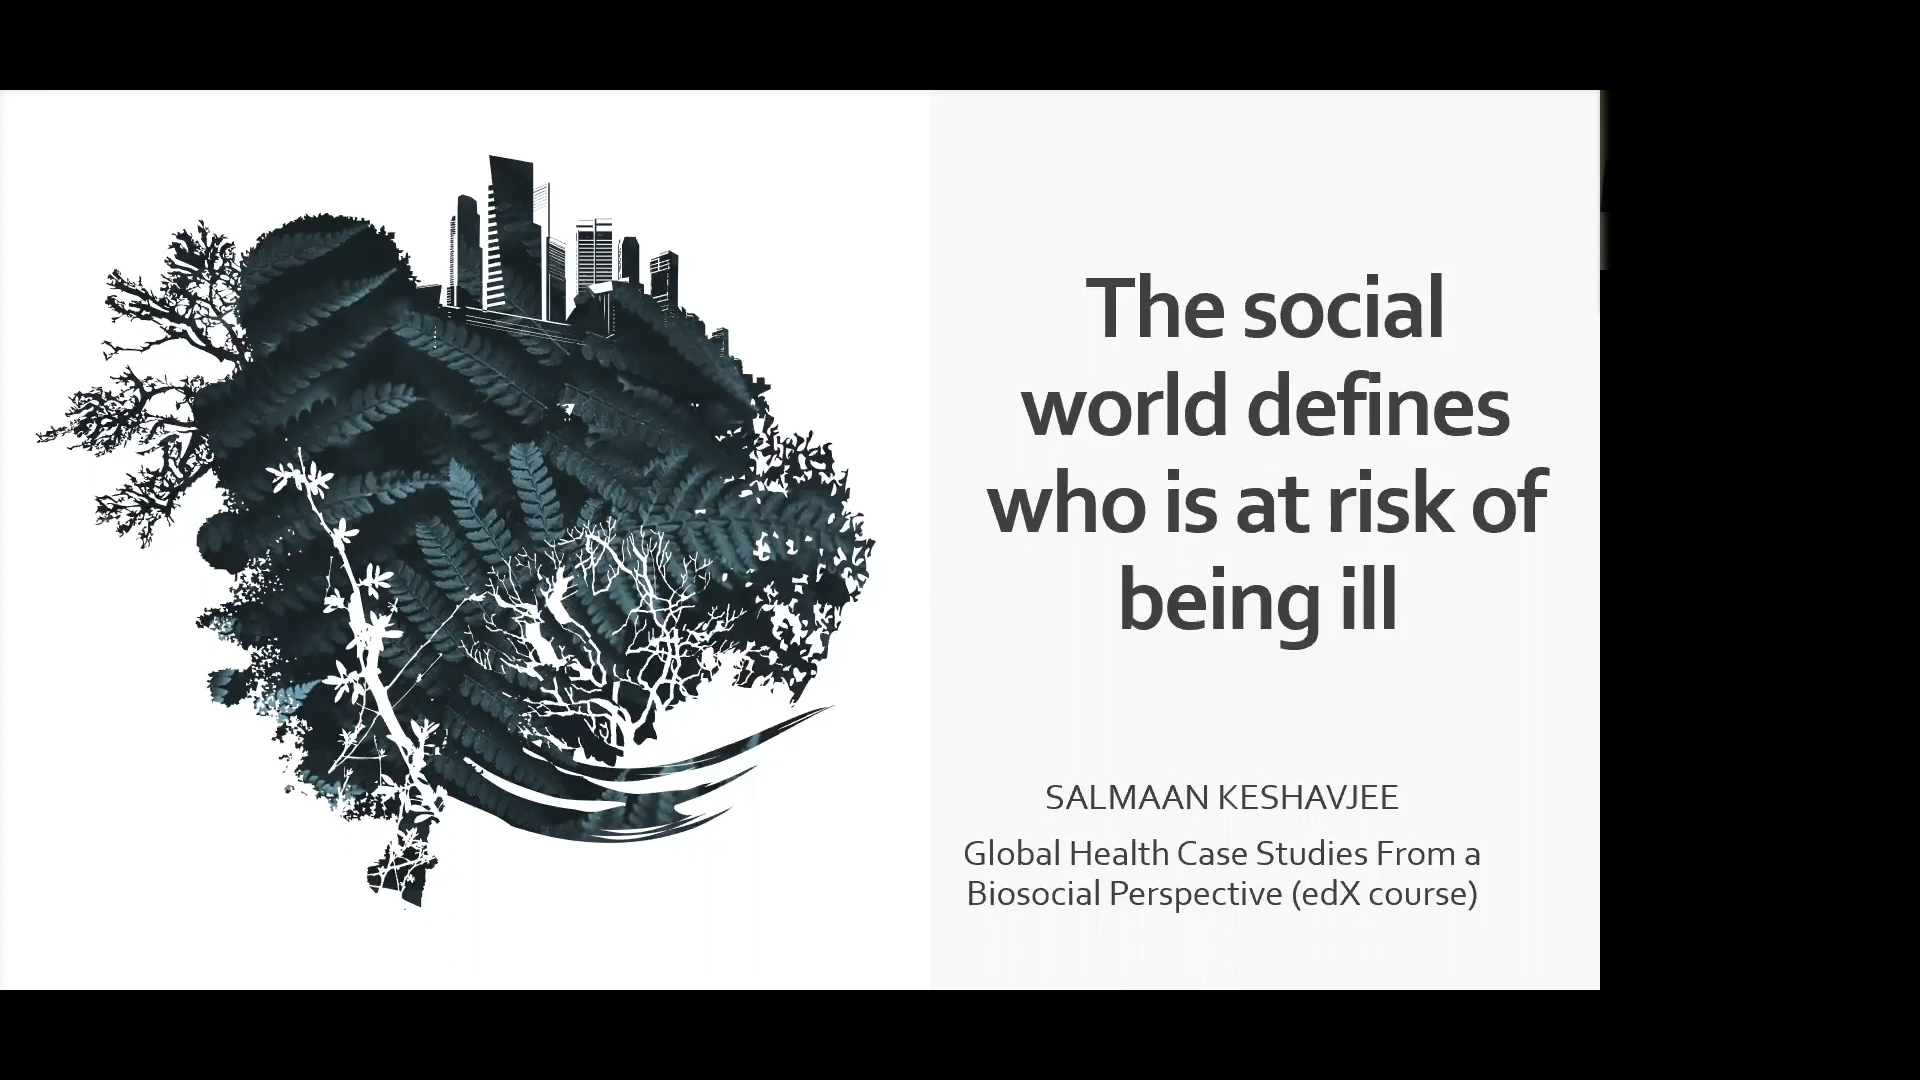 The social
world defines
who is at risk of
being ill
SALMAAN KESHAVJEE
Global Health Case Studies From a
Biosocial Perspective (edX course)